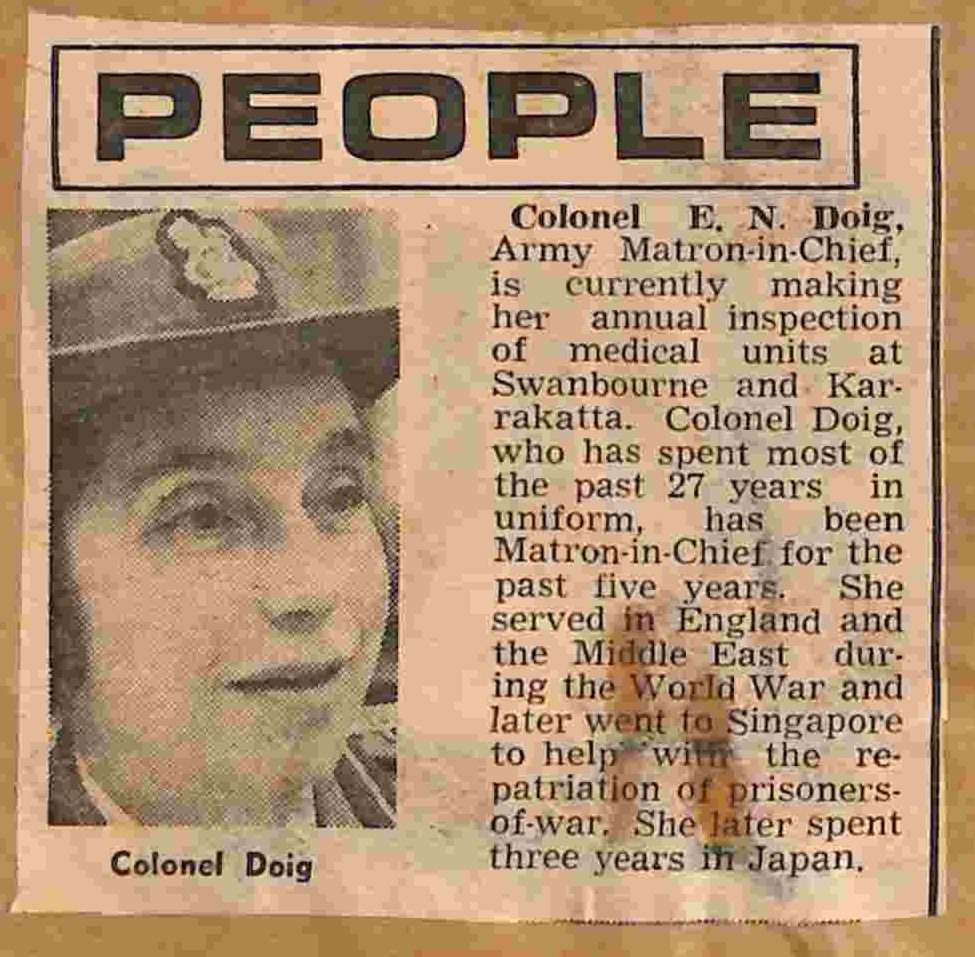 PEOPLE
Colonel E. N. Doig,
Army Matron-in-Chief,
is currently making
her annual inspection
of medical units at
Swanbourne and Kar-
rakatta. Colonel Doig,
who has spent most of
the past 27 years in
uniform, has been
Matron-in-Chief for the
past five years. She
served in England and
the Middle East dur-
ing the World War and
later went to Singapore
to help with the re-
patriation of prisoners-
of-war. She later spent
three years in Japan.
Colonel Doig